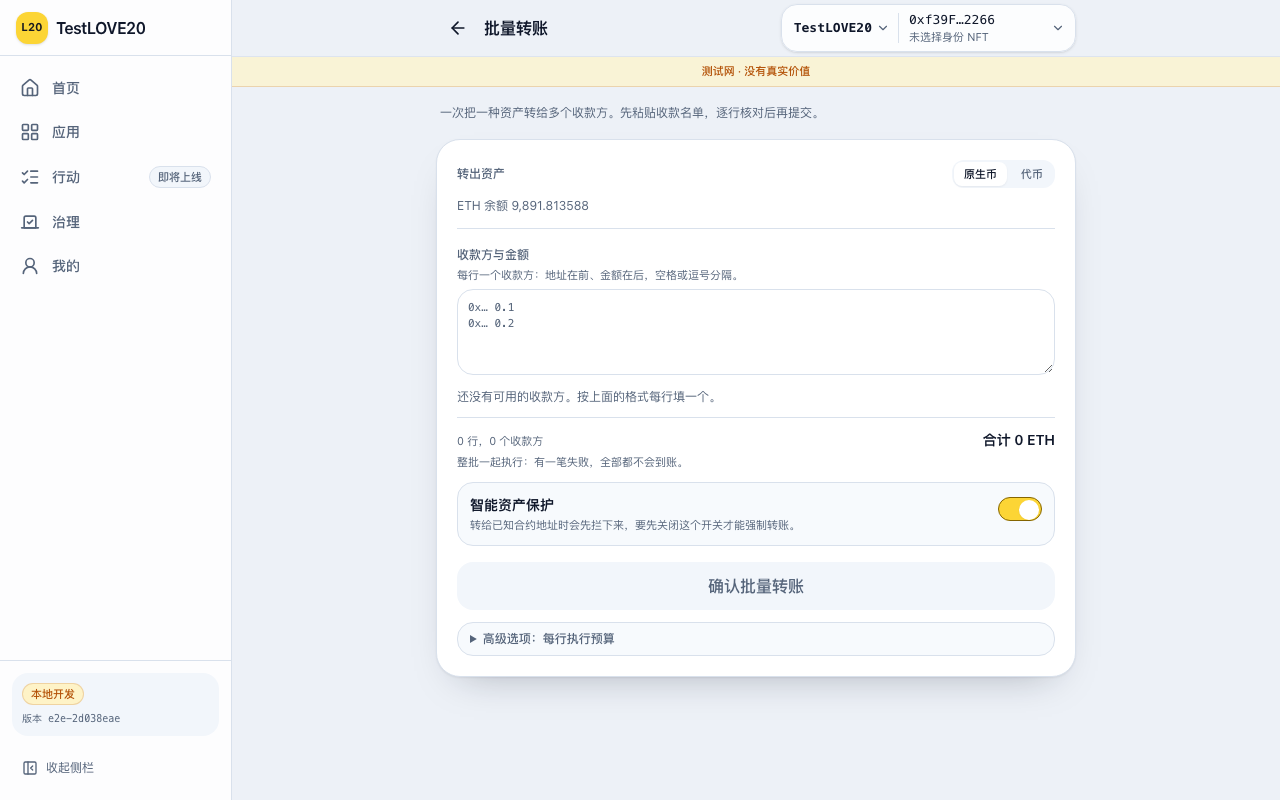 L20 TestLOVE20
首页
应用
行动 即将上线
治理
我的
本地开发
版本 e2e-2d038eae
收起侧栏
批量转账
TestLOVE20
0xf39F…2266
未选择身份 NFT
测试网 · 没有真实价值
一次把一种资产转给多个收款方。先粘贴收款名单，逐行核对后再提交。
转出资产 原生币 代币
ETH 余额 9,891.813588
收款方与金额
每行一个收款方：地址在前、金额在后，空格或逗号分隔。
0x… 0.1
0x… 0.2
还没有可用的收款方。按上面的格式每行填一个。
0 行，0 个收款方 合计 0 ETH
整批一起执行：有一笔失败，全部都不会到账。
智能资产保护
转给已知合约地址时会先拦下来，要先关闭这个开关才能强制转账。
确认批量转账
高级选项：每行执行预算